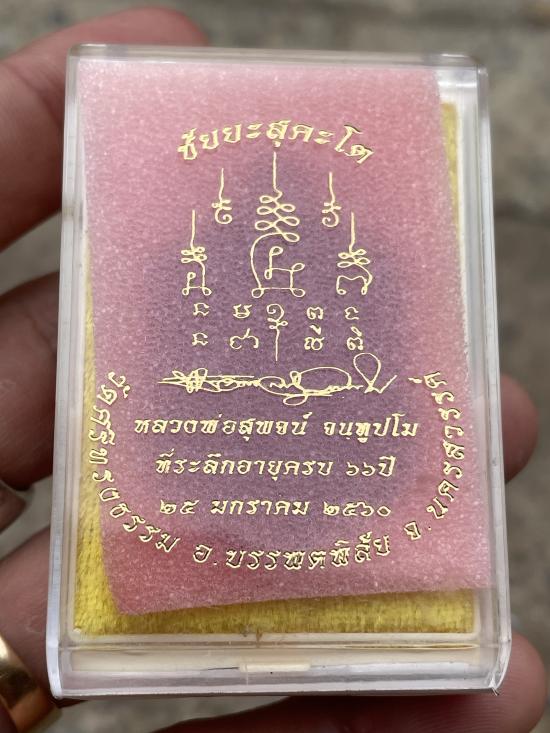 ชัยยะสุคะโต
หลวงพ่อสุพจน์ จนฺทูปโม
ที่ระลึกอายุครบ ๖๖ ปี
๒๕ มกราคม ๒๕๖๐
วัดศรีทรงธรรม อ.บรรพตพิสัย จ.นครสวรรค์